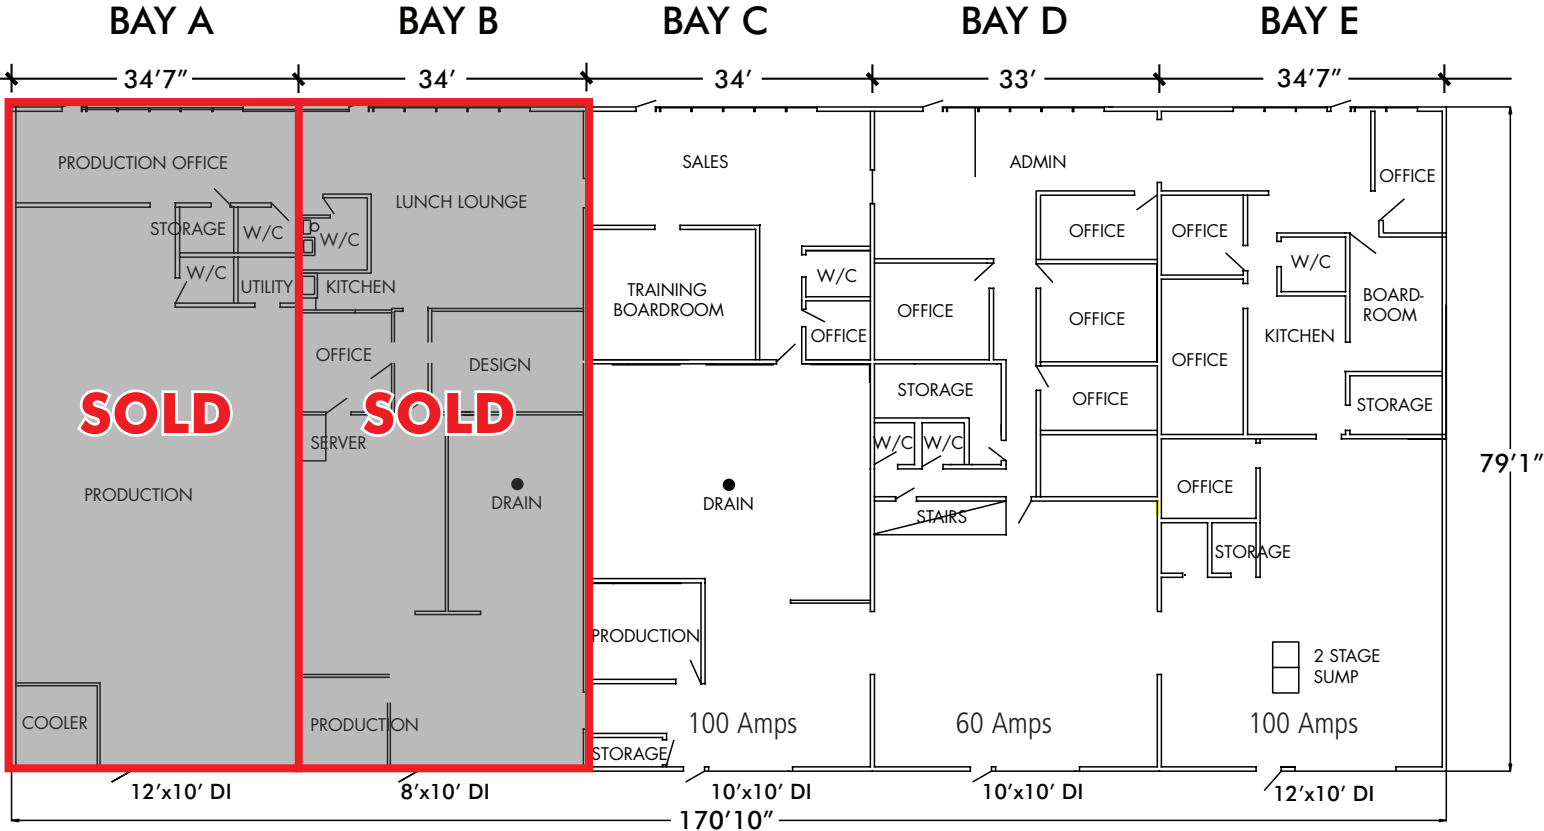 BAY A
BAY B
BAY C
BAY D
BAY E
34'7"
34'
34'
33'
34'7"
PRODUCTION OFFICE
STORAGE
W/C
W/C
UTILITY
SOLD
PRODUCTION
COOLER
12'x10' DI
LUNCH LOUNGE
W/C
KITCHEN
OFFICE
DESIGN
SOLD
SERVER
DRAIN
PRODUCTION
8'x10' DI
SALES
TRAINING
BOARDROOM
W/C
OFFICE
DRAIN
PRODUCTION
100 Amps
STORAGE
10'x10' DI
ADMIN
OFFICE
OFFICE
OFFICE
STORAGE
OFFICE
W/C
W/C
STAIRS
60 Amps
10'x10' DI
OFFICE
OFFICE
W/C
BOARD-
ROOM
KITCHEN
OFFICE
STORAGE
OFFICE
STORAGE
2 STAGE
SUMP
100 Amps
12'x10' DI
79'1"
170'10"